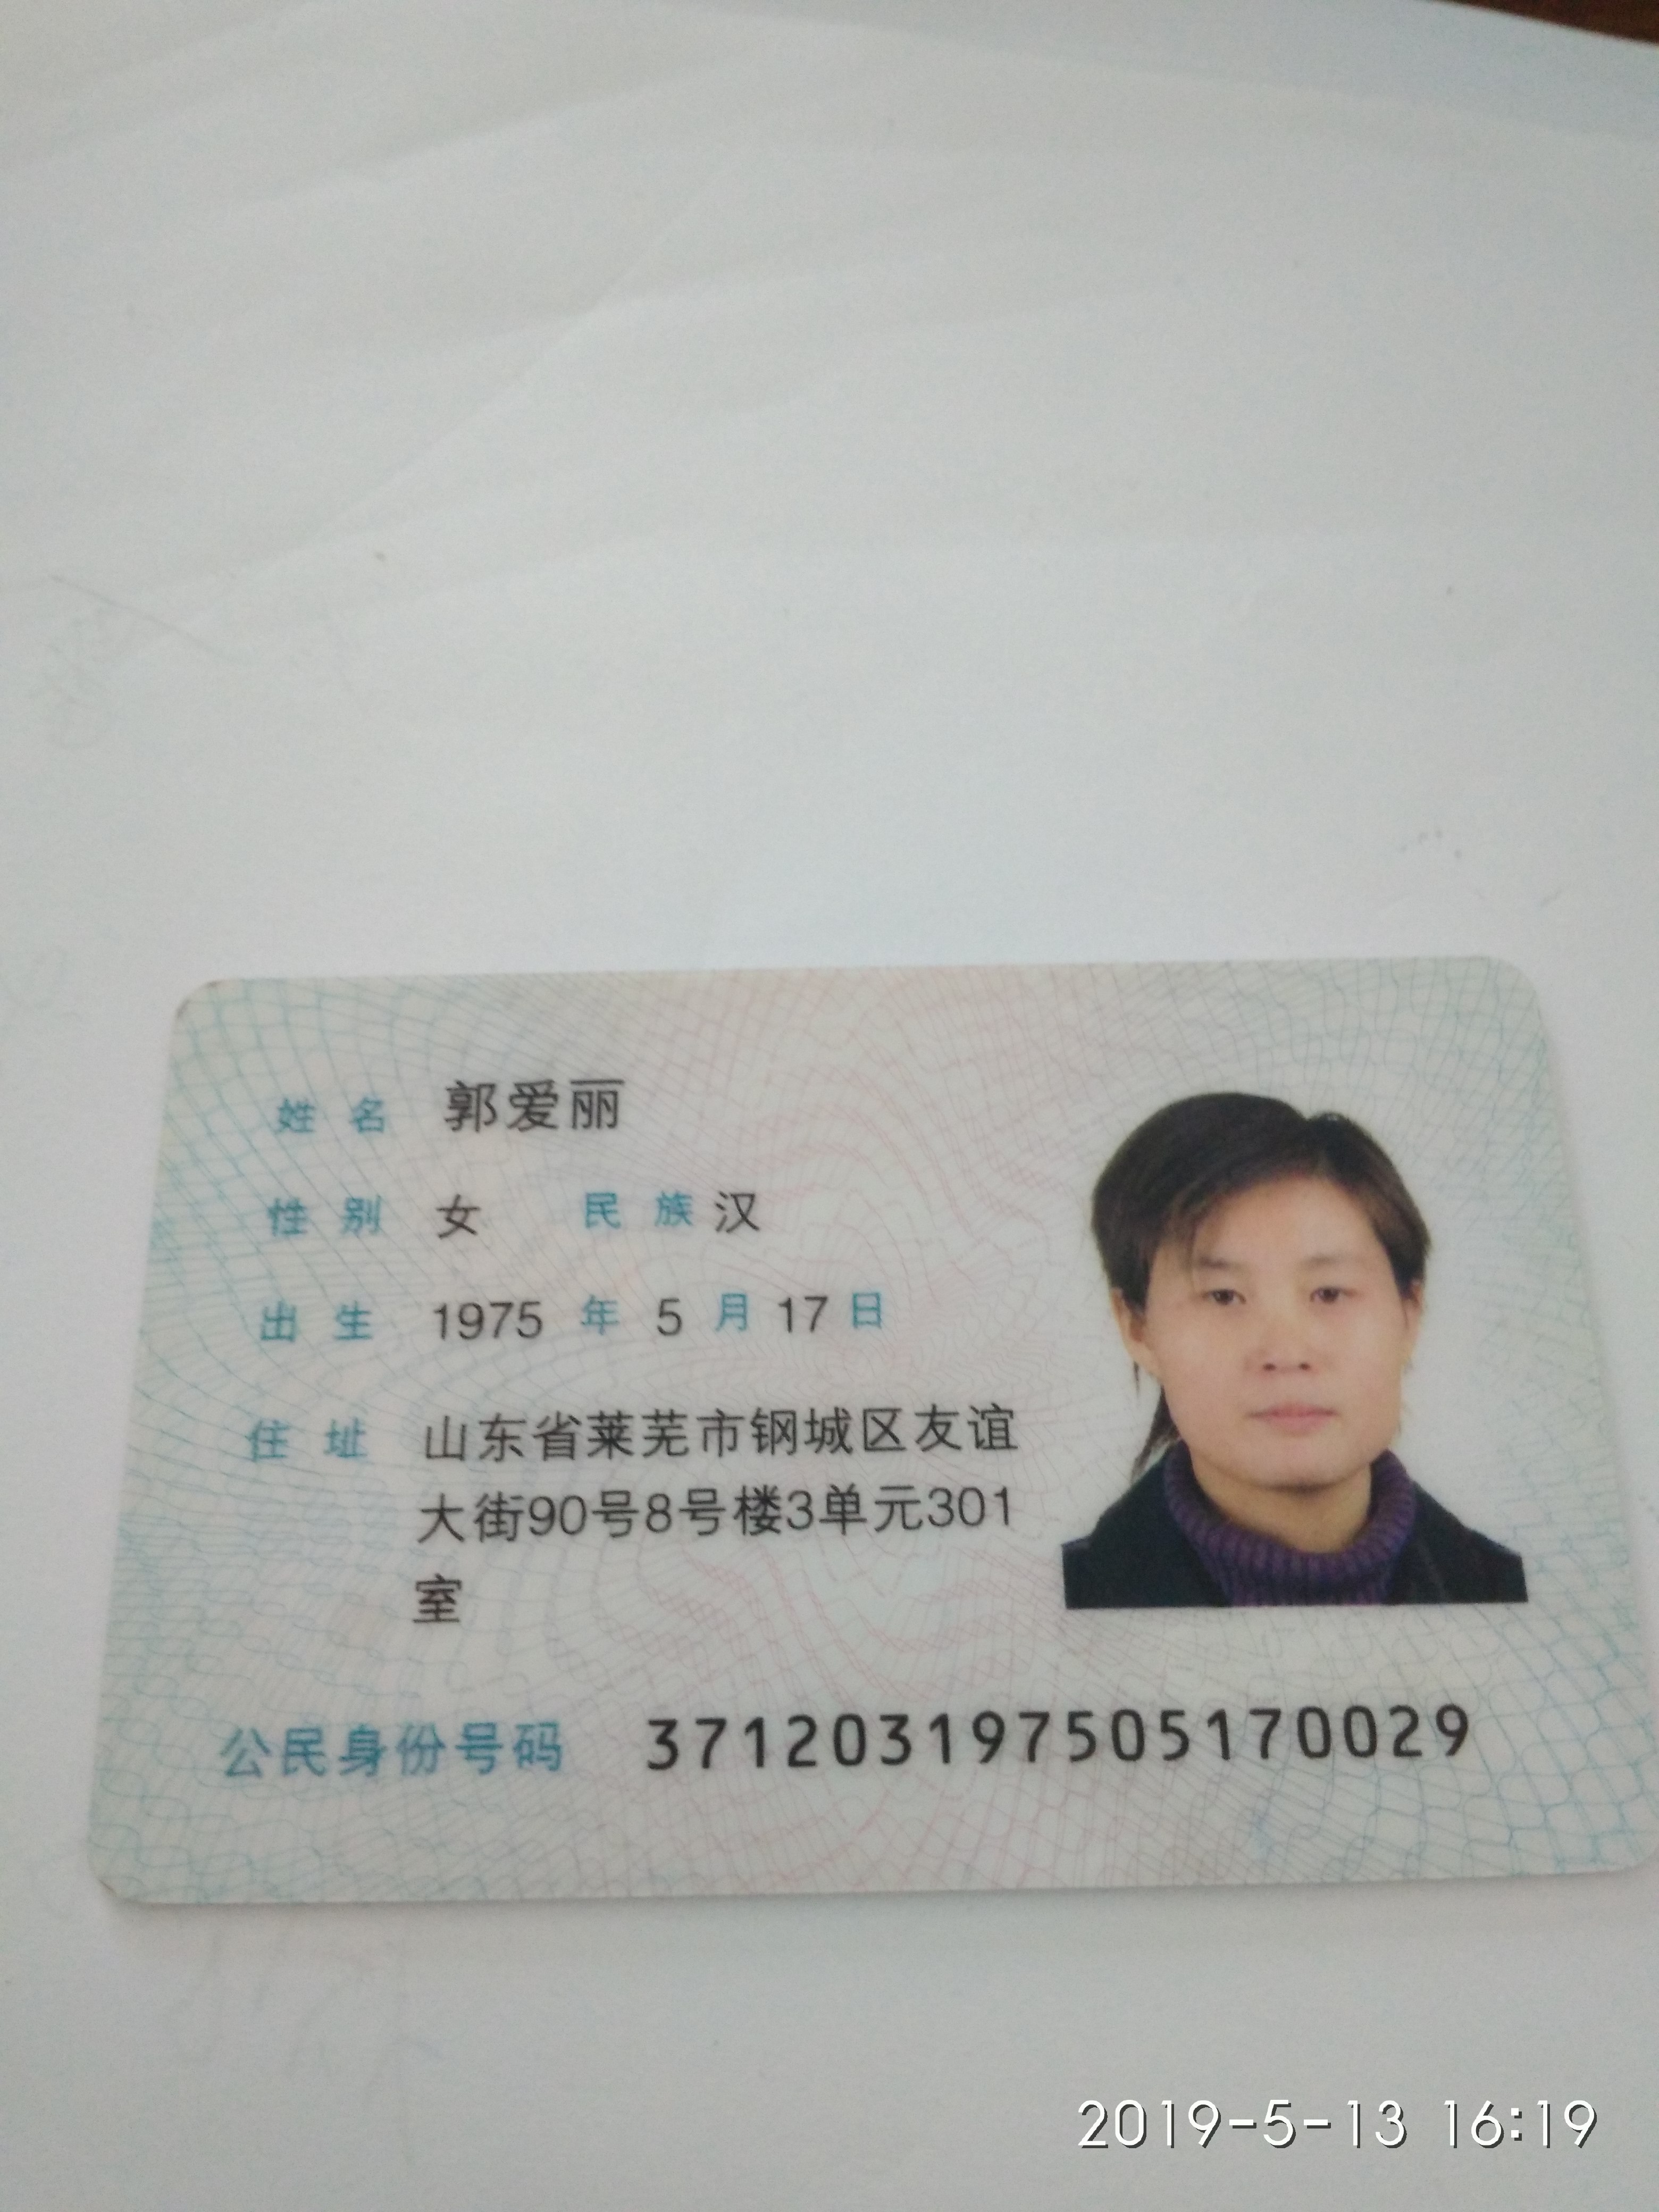 姓名 郭爱丽
性别 女 民族 汉
出生 1975 年 5 月 17 日
住址 山东省莱芜市钢城区友谊
大街90号8号楼3单元301
室
公民身份号码 371203197505170029
2019-5-13 16:19